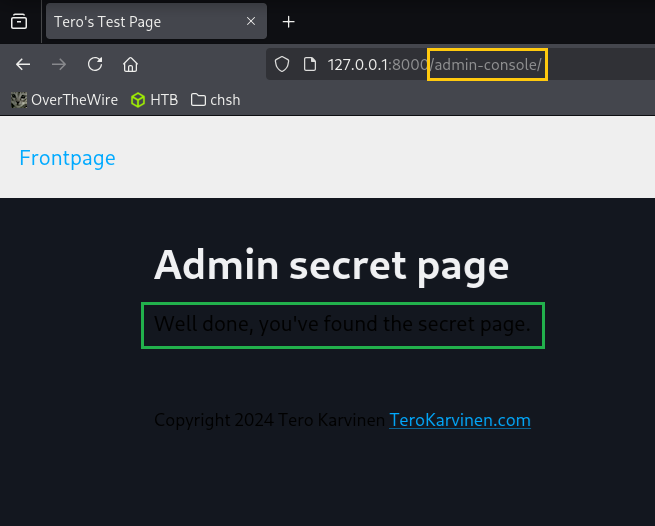 Tero's Test Page
127.0.0.1:8000/admin-console/
OverTheWire HTB chsh
Frontpage
Admin secret page
Well done, you've found the secret page.
Copyright 2024 Tero Karvinen TeroKarvinen.com